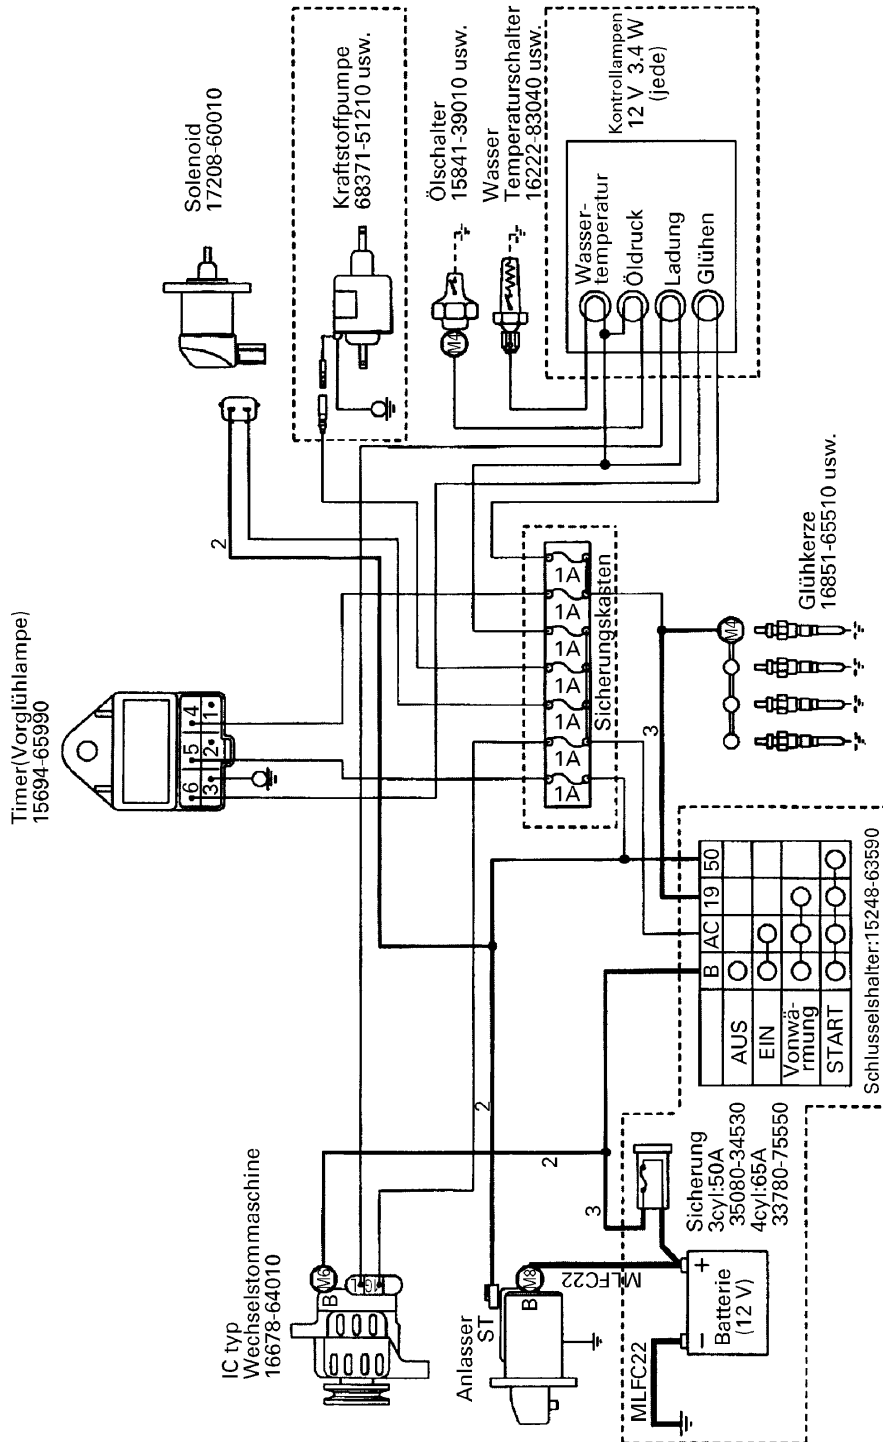 Timer(Vorglühlampe)
15694-65990
6
5
4
3
2
1
Solenoid
17208-60010
2
Kraftstoffpumpe
68371-51210 usw.
Ölschalter
15841-39010 usw.
M4
Wasser
Temperaturschalter
16222-83040 usw.
Kontrollampen
12 V 3.4 W
(jede)
Wasser-
temperatur
Öldruck
Ladung
Glühen
1A
1A
1A
1A
1A
1A
1A
Sicherungskasten
Glühkerze
16851-65510 usw.
M4
3
IC typ
Wechselstommaschine
16678-64010
M6
B
IG
L
Anlasser
ST
B
M8
MLFC22
MLFC22
2
2
3
Batterie
(12 V)
+
−
Sicherung
3cyl:50A
35080-34530
4cyl:65A
33780-75550
B AC 19 50
AUS
EIN
Vonwä-
rmung
START
Schlusselshalter:15248-63590